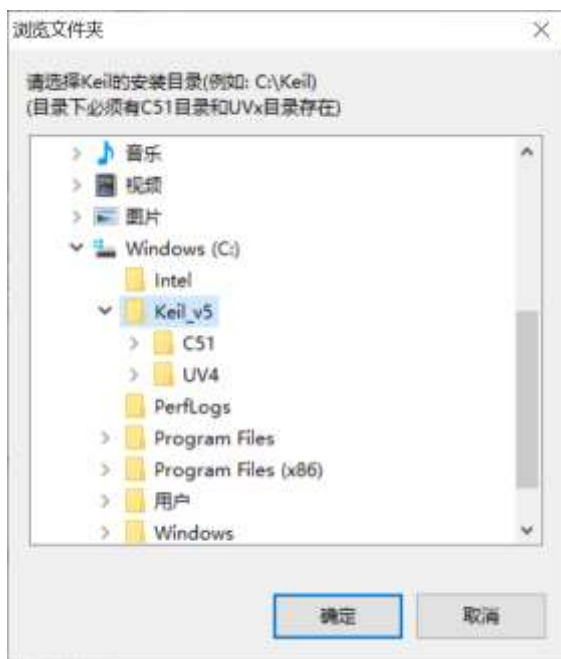 浏览文件夹
请选择Keil的安装目录(例如: C:\Keil)
(目录下必须有C51目录和UVx目录存在)
音乐
视频
图片
Windows (C:)
Intel
Keil_v5
C51
UV4
PerfLogs
Program Files
Program Files (x86)
用户
Windows
确定
取消